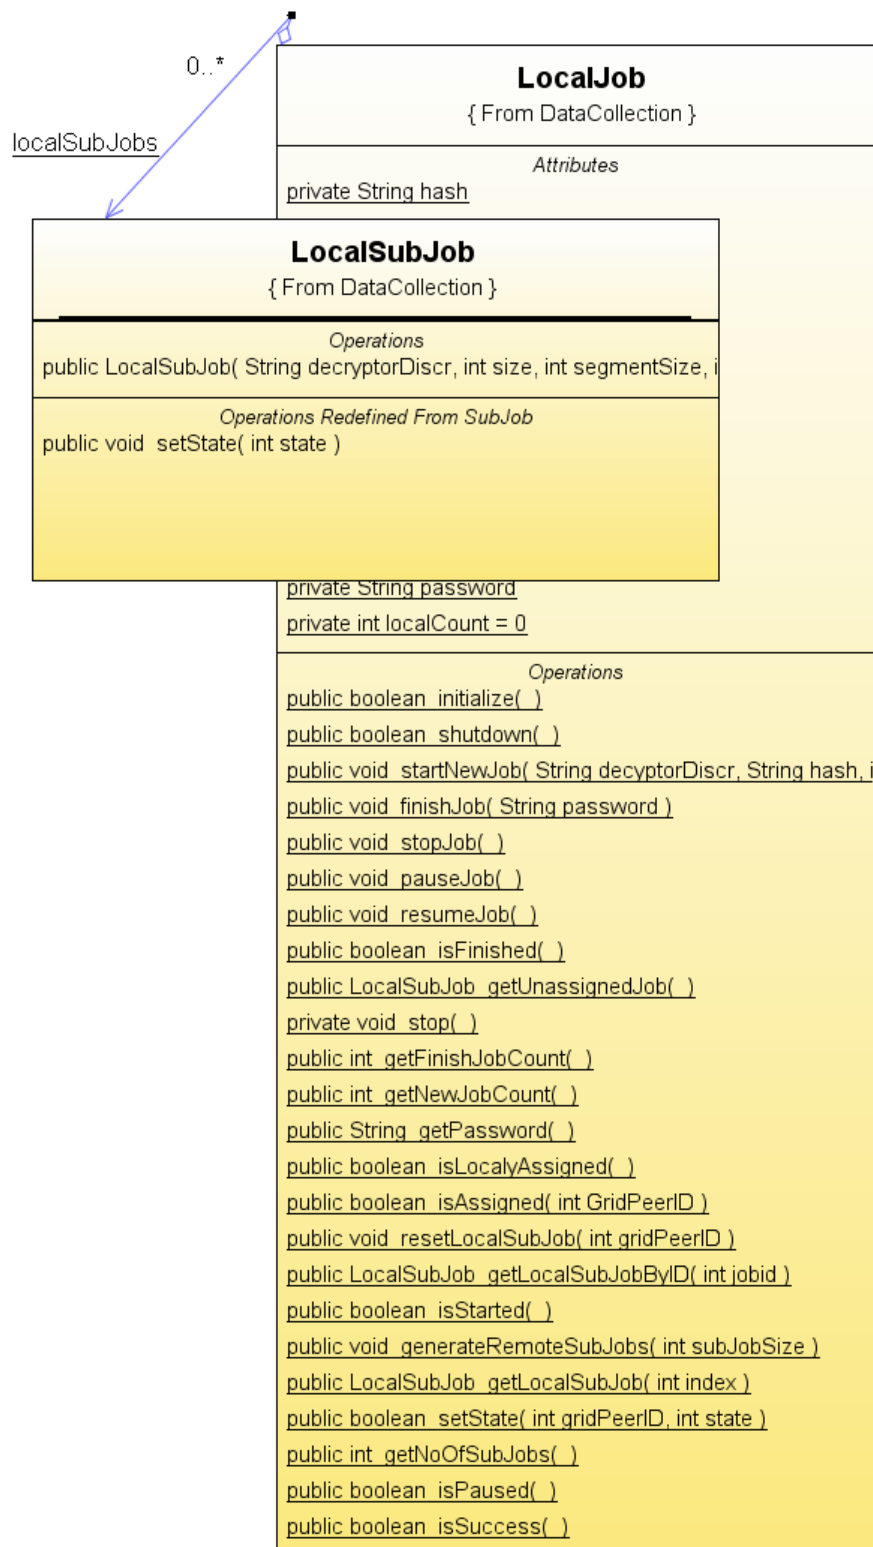 0..*
localSubJobs
LocalJob
{ From DataCollection }
Attributes
private String hash
LocalSubJob
{ From DataCollection }
Operations
public LocalSubJob( String decryptorDiscr, int size, int segmentSize, i
Operations Redefined From SubJob
public void setState( int state )
private String password
private int localCount = 0
Operations
public boolean initialize( )
public boolean shutdown( )
public void startNewJob( String decyptorDiscr, String hash, i
public void finishJob( String password )
public void stopJob( )
public void pauseJob( )
public void resumeJob( )
public boolean isFinished( )
public LocalSubJob getUnassignedJob( )
private void stop( )
public int getFinishJobCount( )
public int getNewJobCount( )
public String getPassword( )
public boolean isLocalyAssigned( )
public boolean isAssigned( int GridPeerID )
public void resetLocalSubJob( int gridPeerID )
public LocalSubJob getLocalSubJobByID( int jobid )
public boolean isStarted( )
public void generateRemoteSubJobs( int subJobSize )
public LocalSubJob getLocalSubJob( int index )
public boolean setState( int gridPeerID, int state )
public int getNoOfSubJobs( )
public boolean isPaused( )
public boolean isSuccess( )